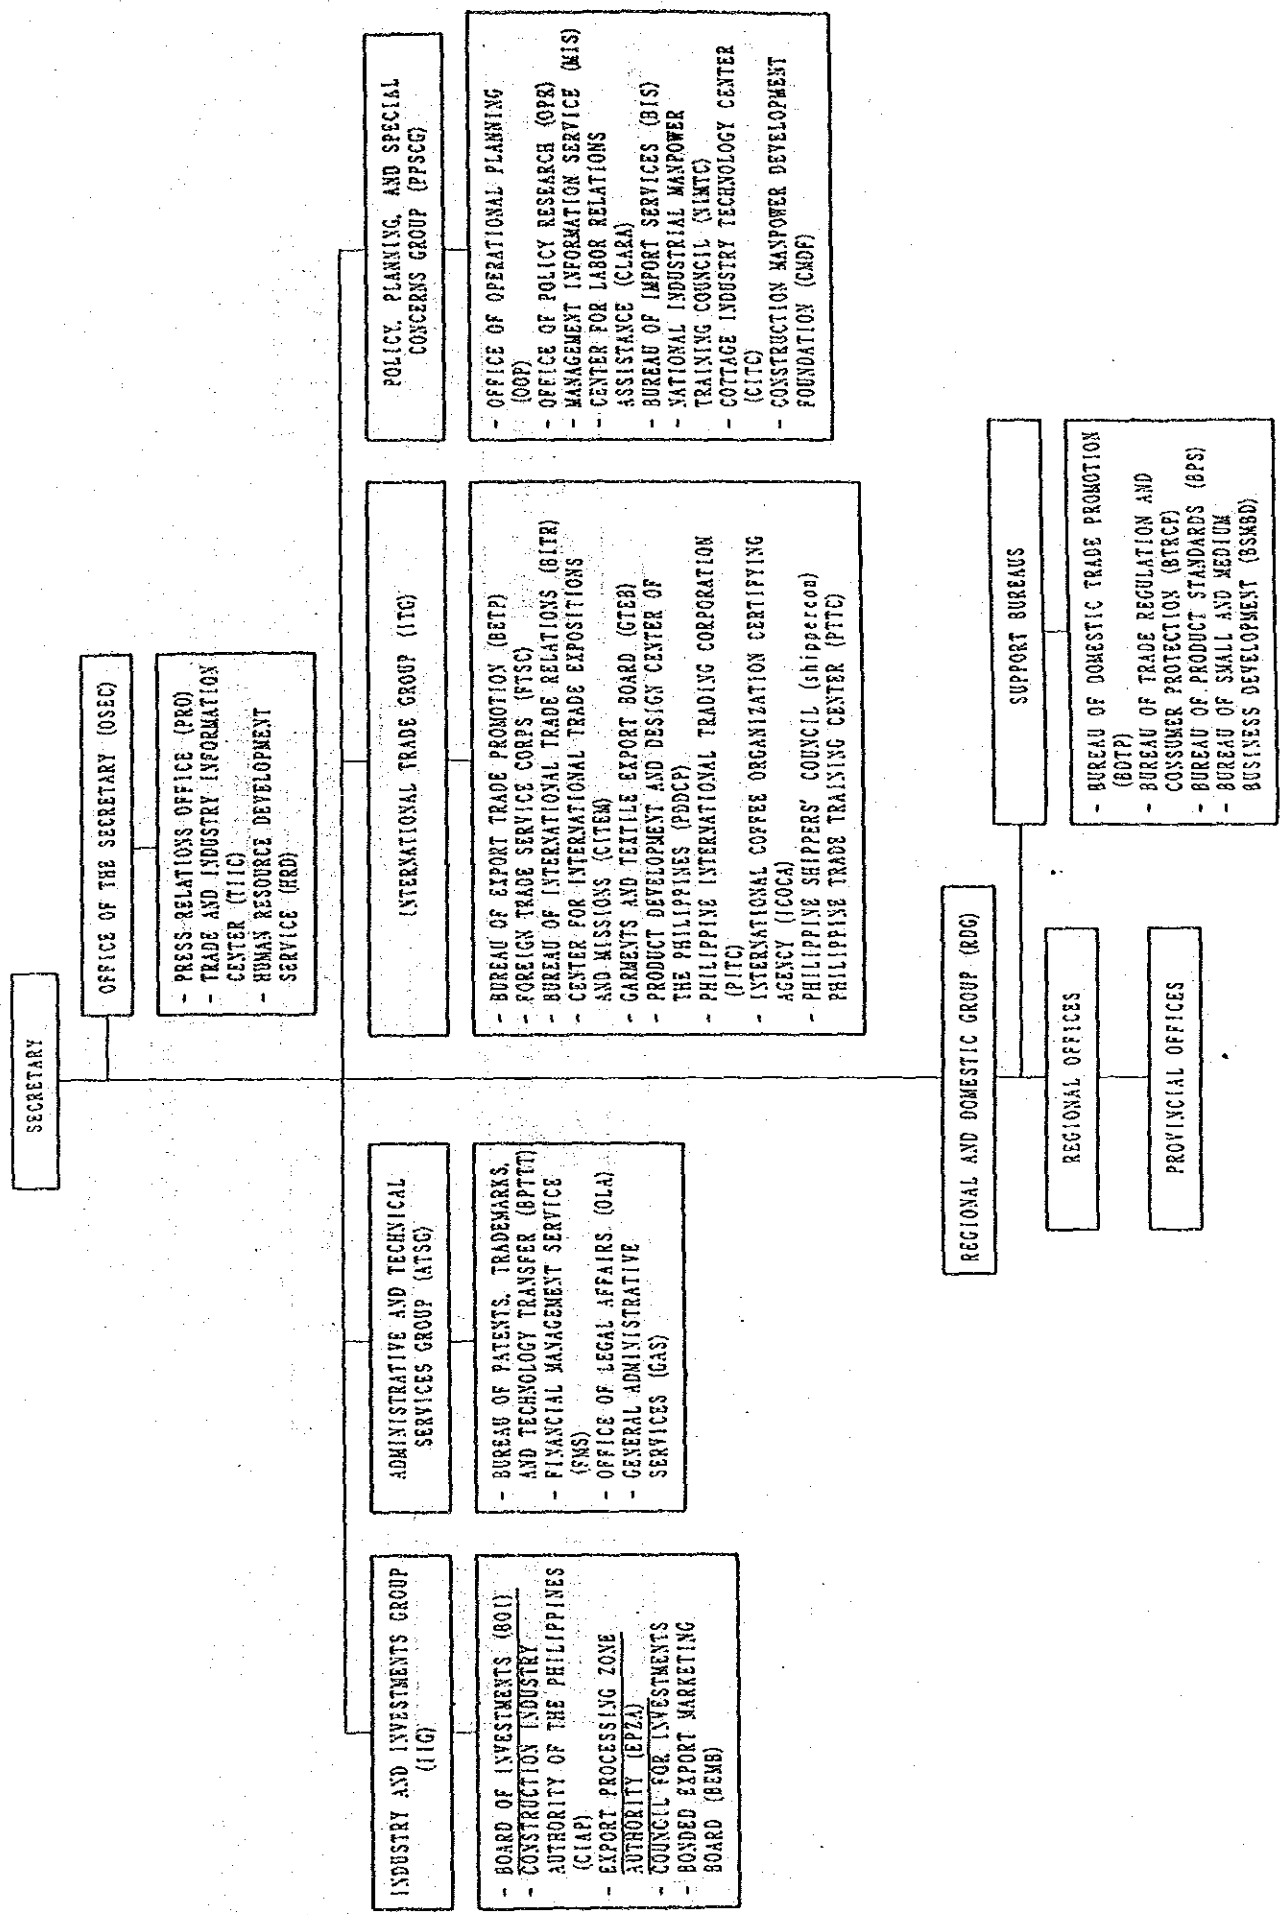 SECRETARY
OFFICE OF THE SECRETARY (OSEC)
- PRESS RELATIONS OFFICE (PRO)
- TRADE AND INDUSTRY INFORMATION
CENTER (TIIC)
- HUMAN RESOURCE DEVELOPMENT
SERVICE (HRD)
INDUSTRY AND INVESTMENTS GROUP
(IIG)
- BOARD OF INVESTMENTS (BOI)
- CONSTRUCTION INDUSTRY
AUTHORITY OF THE PHILIPPINES
(CIAP)
- EXPORT PROCESSING ZONE
AUTHORITY (EPZA)
- COUNCIL FOR INVESTMENTS
- BONDED EXPORT MARKETING
BOARD (BEMB)
ADMINISTRATIVE AND TECHNICAL
SERVICES GROUP (ATSG)
- BUREAU OF PATENTS, TRADEMARKS,
AND TECHNOLOGY TRANSFER (BPTTT)
- FINANCIAL MANAGEMENT SERVICE
(FMS)
- OFFICE OF LEGAL AFFAIRS (OLA)
- GENERAL ADMINISTRATIVE
SERVICES (GAS)
INTERNATIONAL TRADE GROUP (ITG)
- BUREAU OF EXPORT TRADE PROMOTION (BETP)
- FOREIGN TRADE SERVICE CORPS (FTSC)
- BUREAU OF INTERNATIONAL TRADE RELATIONS (BITR)
- CENTER FOR INTERNATIONAL TRADE EXPOSITIONS
AND MISSIONS (CITEM)
- GARMENTS AND TEXTILE EXPORT BOARD (GTEB)
- PRODUCT DEVELOPMENT AND DESIGN CENTER OF
THE PHILIPPINES (PDDCP)
- PHILIPPINE INTERNATIONAL TRADING CORPORATION
(PITC)
- INTERNATIONAL COFFEE ORGANIZATION CERTIFYING
AGENCY (ICOCA)
- PHILIPPINE SHIPPERS' COUNCIL (shippercon)
- PHILIPPINE TRADE TRAINING CENTER (PTTC)
POLICY, PLANNING, AND SPECIAL
CONCERNS GROUP (PPSCG)
- OFFICE OF OPERATIONAL PLANNING
(OOP)
- OFFICE OF POLICY RESEARCH (OPR)
- MANAGEMENT INFORMATION SERVICE (MIS)
- CENTER FOR LABOR RELATIONS
ASSISTANCE (CLARA)
- BUREAU OF IMPORT SERVICES (BIS)
- NATIONAL INDUSTRIAL MANPOWER
TRAINING COUNCIL (NIMTC)
- COTTAGE INDUSTRY TECHNOLOGY CENTER
(CITC)
- CONSTRUCTION MANPOWER DEVELOPMENT
FOUNDATION (CMDF)
REGIONAL AND DOMESTIC GROUP (RDG)
REGIONAL OFFICES
PROVINCIAL OFFICES
SUPPORT BUREAUS
- BUREAU OF DOMESTIC TRADE PROMOTION
(BDTP)
- BUREAU OF TRADE REGULATION AND
CONSUMER PROTECTION (BTRCP)
- BUREAU OF PRODUCT STANDARDS (BPS)
- BUREAU OF SMALL AND MEDIUM
BUSINESS DEVELOPMENT (BSMBD)